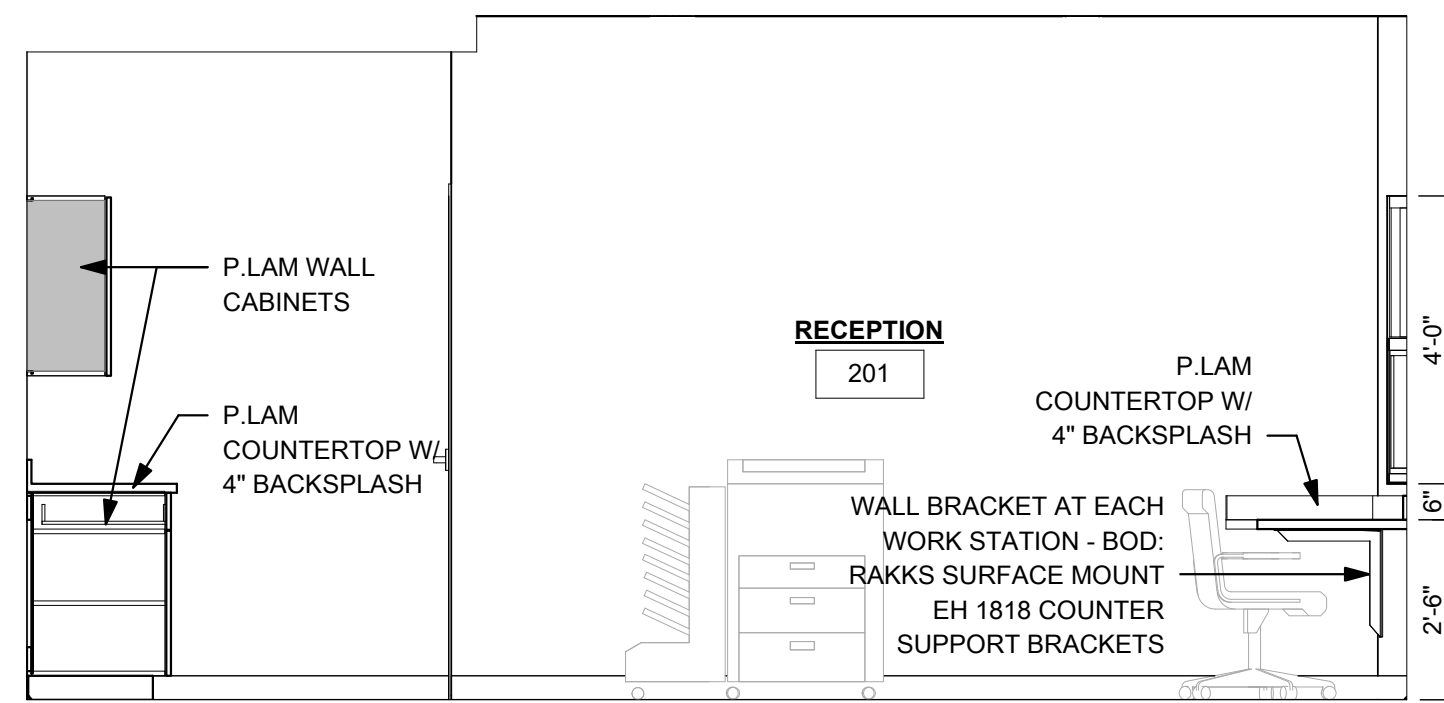 P.LAM WALL
CABINETS
P.LAM
COUNTERTOP W/
4" BACKSPLASH
RECEPTION
201
P.LAM
COUNTERTOP W/
4" BACKSPLASH
WALL BRACKET AT EACH
WORK STATION - BOD:
RAKKS SURFACE MOUNT
EH 1818 COUNTER
SUPPORT BRACKETS
4'-0"
6"
2'-6"